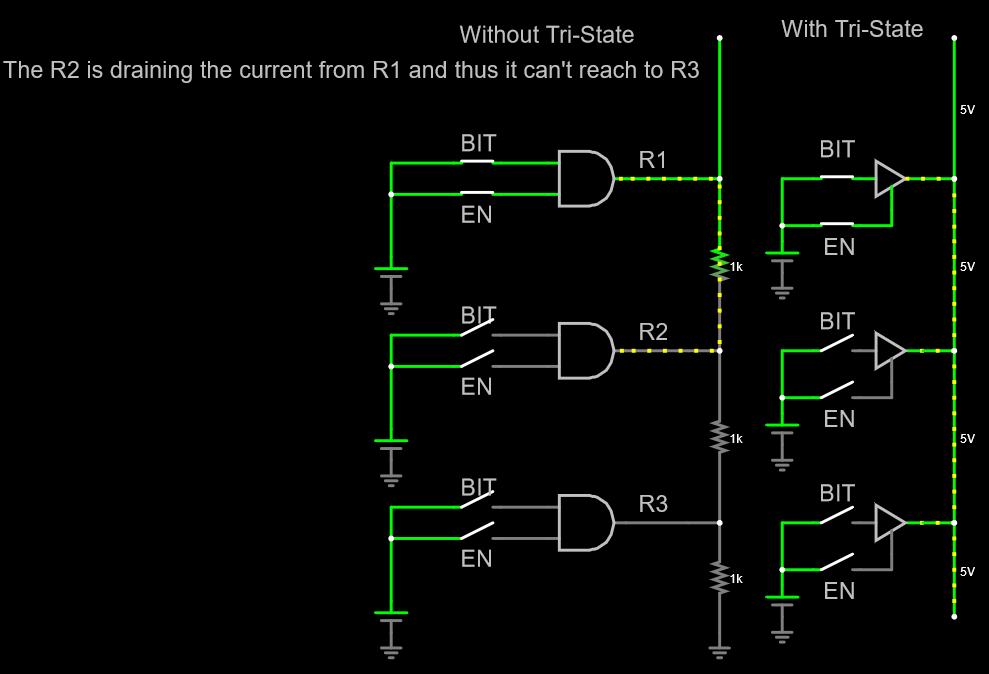 Without Tri-State
With Tri-State
The R2 is draining the current from R1 and thus it can't reach to R3
5V
BIT
R1
EN
BIT
EN
1k
5V
BIT
R2
EN
BIT
EN
1k
5V
BIT
R3
EN
BIT
EN
1k
5V